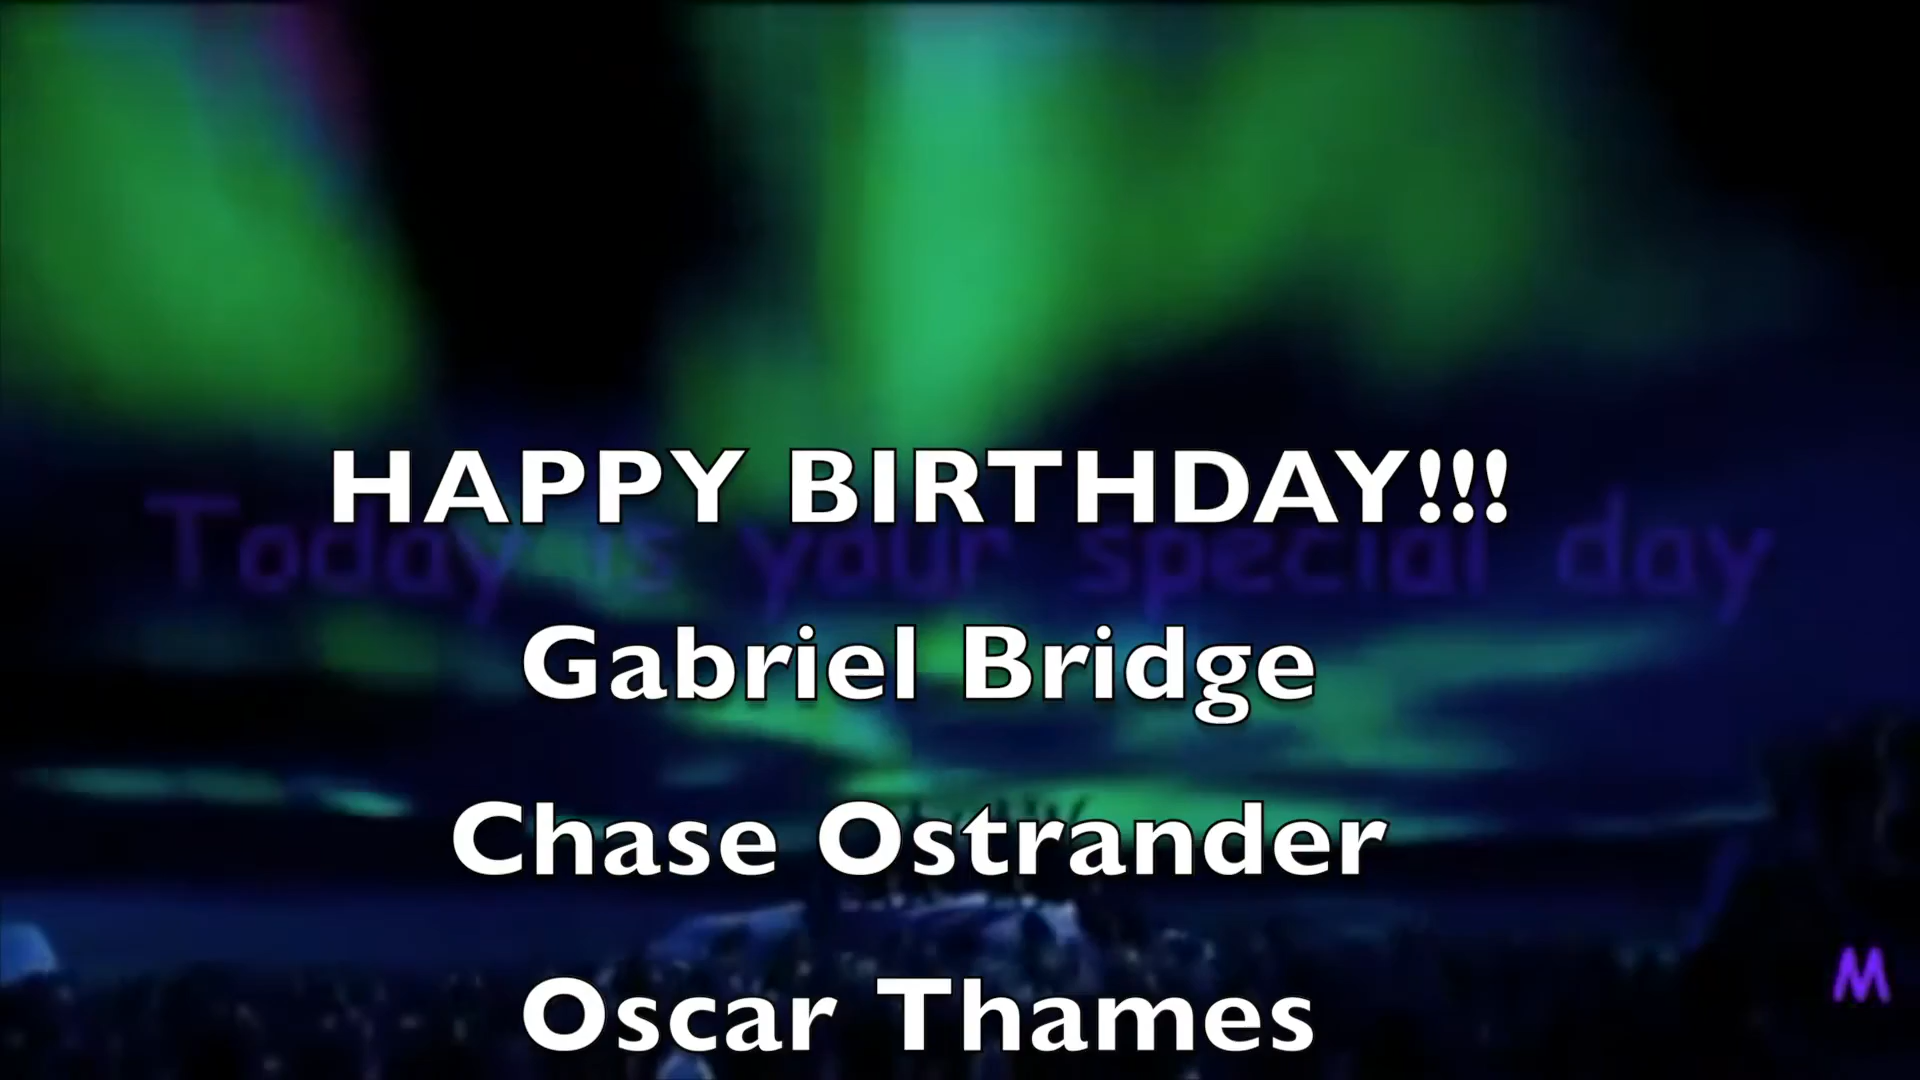 HAPPY BIRTHDAY!!!
Today is your special day
Gabriel Bridge
Chase Ostrander
Oscar Thames
M